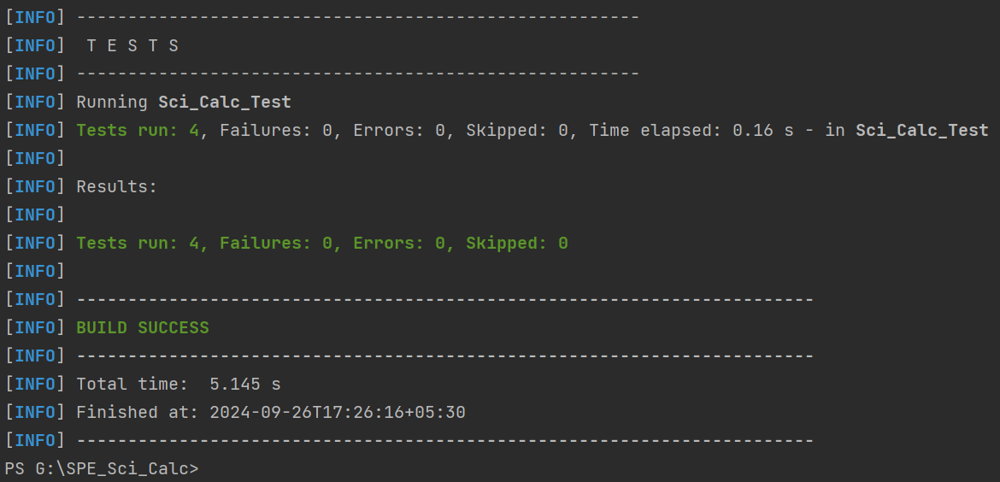 [INFO] -------------------------------------------------------
[INFO]  T E S T S
[INFO] -------------------------------------------------------
[INFO] Running Sci_Calc_Test
[INFO] Tests run: 4, Failures: 0, Errors: 0, Skipped: 0, Time elapsed: 0.16 s - in Sci_Calc_Test
[INFO]
[INFO] Results:
[INFO]
[INFO] Tests run: 4, Failures: 0, Errors: 0, Skipped: 0
[INFO]
[INFO] ------------------------------------------------------------------------
[INFO] BUILD SUCCESS
[INFO] ------------------------------------------------------------------------
[INFO] Total time:  5.145 s
[INFO] Finished at: 2024-09-26T17:26:16+05:30
[INFO] ------------------------------------------------------------------------
PS G:\SPE_Sci_Calc>